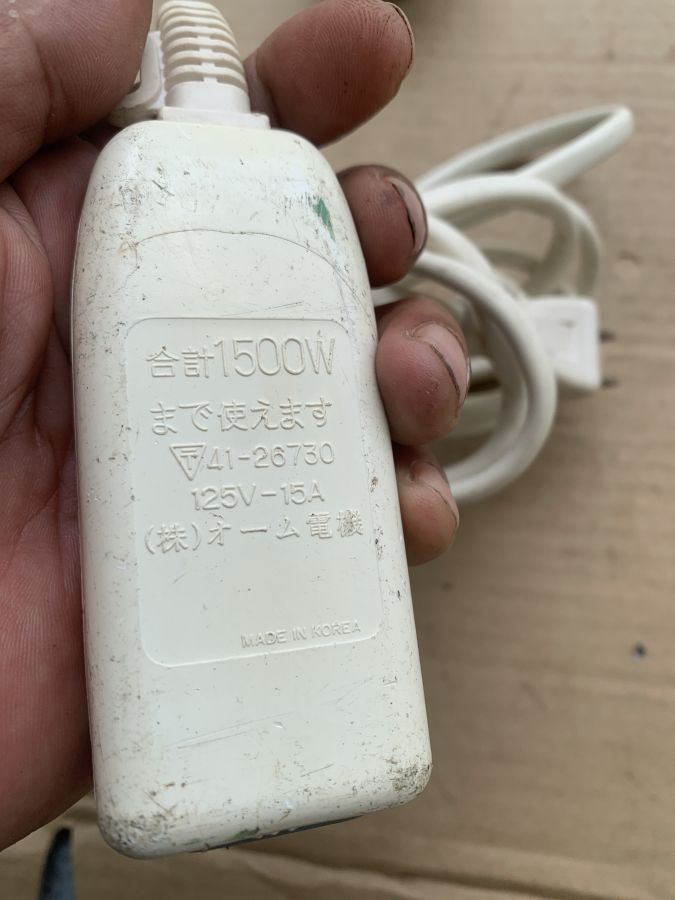 合計1500W
まで使えます
〒41-26730
125V-15A
(株)オーム電機
MADE IN KOREA